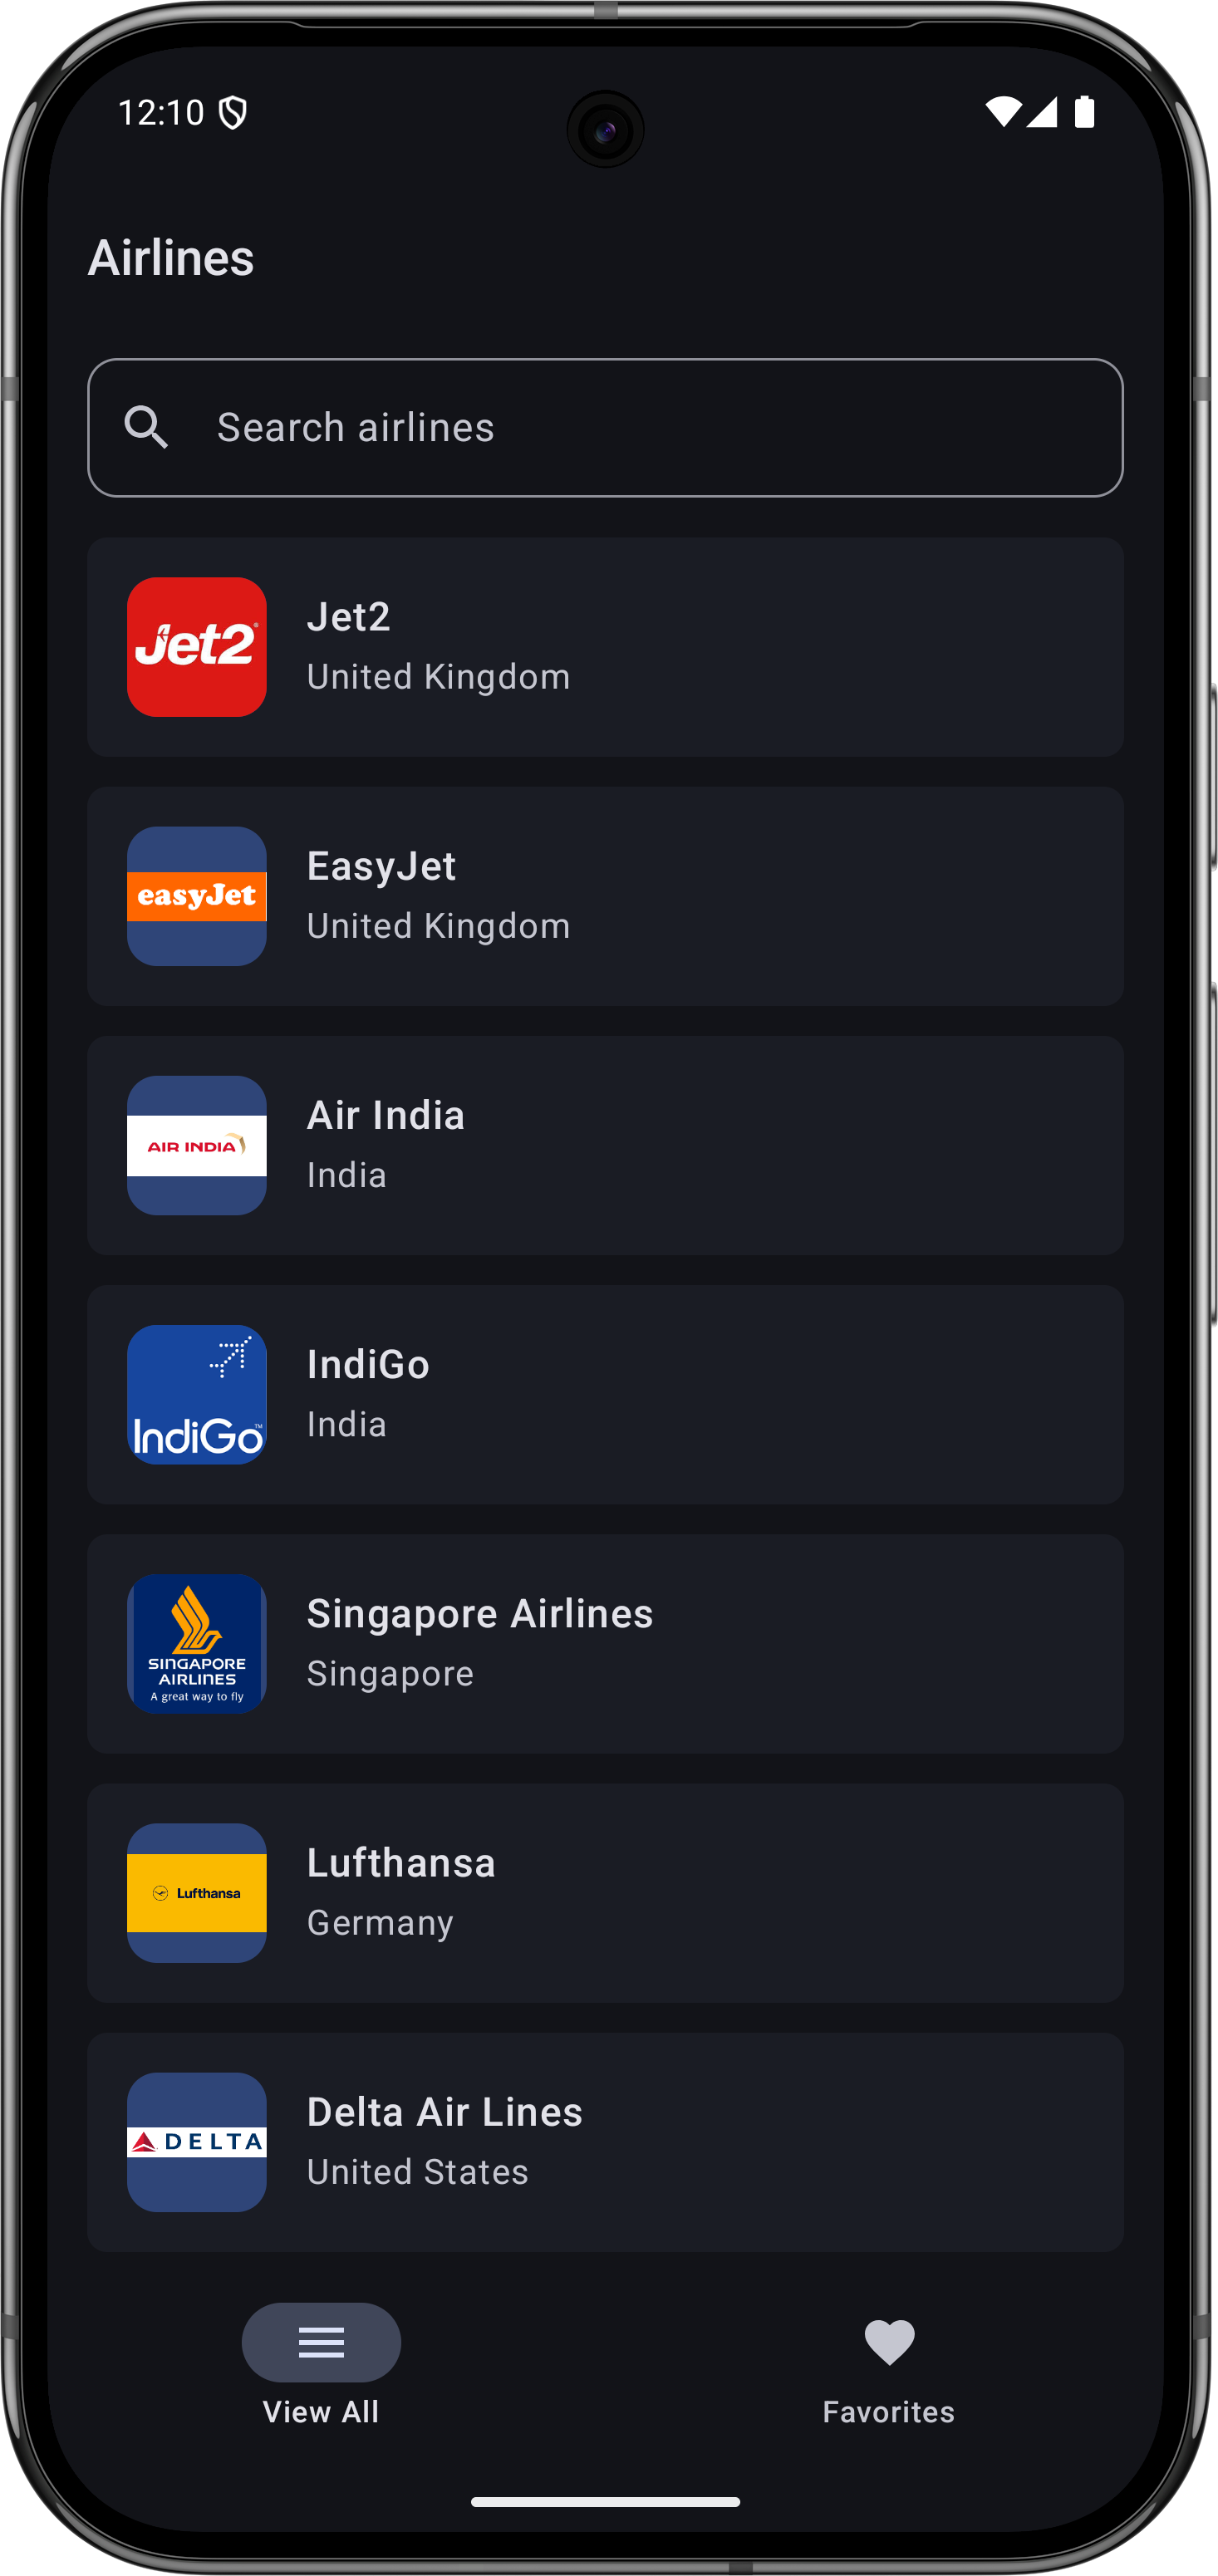 12:10
Airlines
Search airlines
Jet2
Jet2
United Kingdom
easyJet
EasyJet
United Kingdom
AIR INDIA
Air India
India
IndiGo™
IndiGo
India
SINGAPORE
AIRLINES
A great way to fly
Singapore Airlines
Singapore
Lufthansa
Lufthansa
Germany
DELTA
Delta Air Lines
United States
View All
Favorites